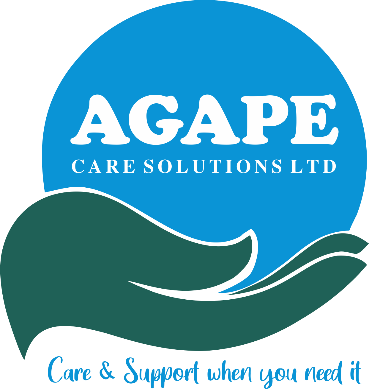 AGAPE
CARE SOLUTIONS LTD
Care & Support when you need it